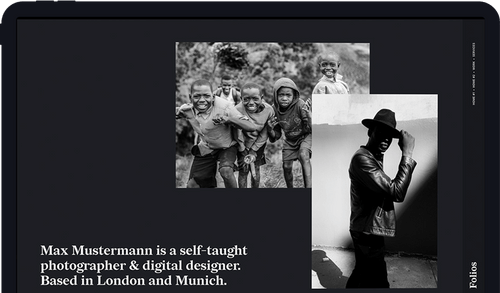 Max Mustermann is a self-taught
photographer & digital designer.
Based in London and Munich.
Folios